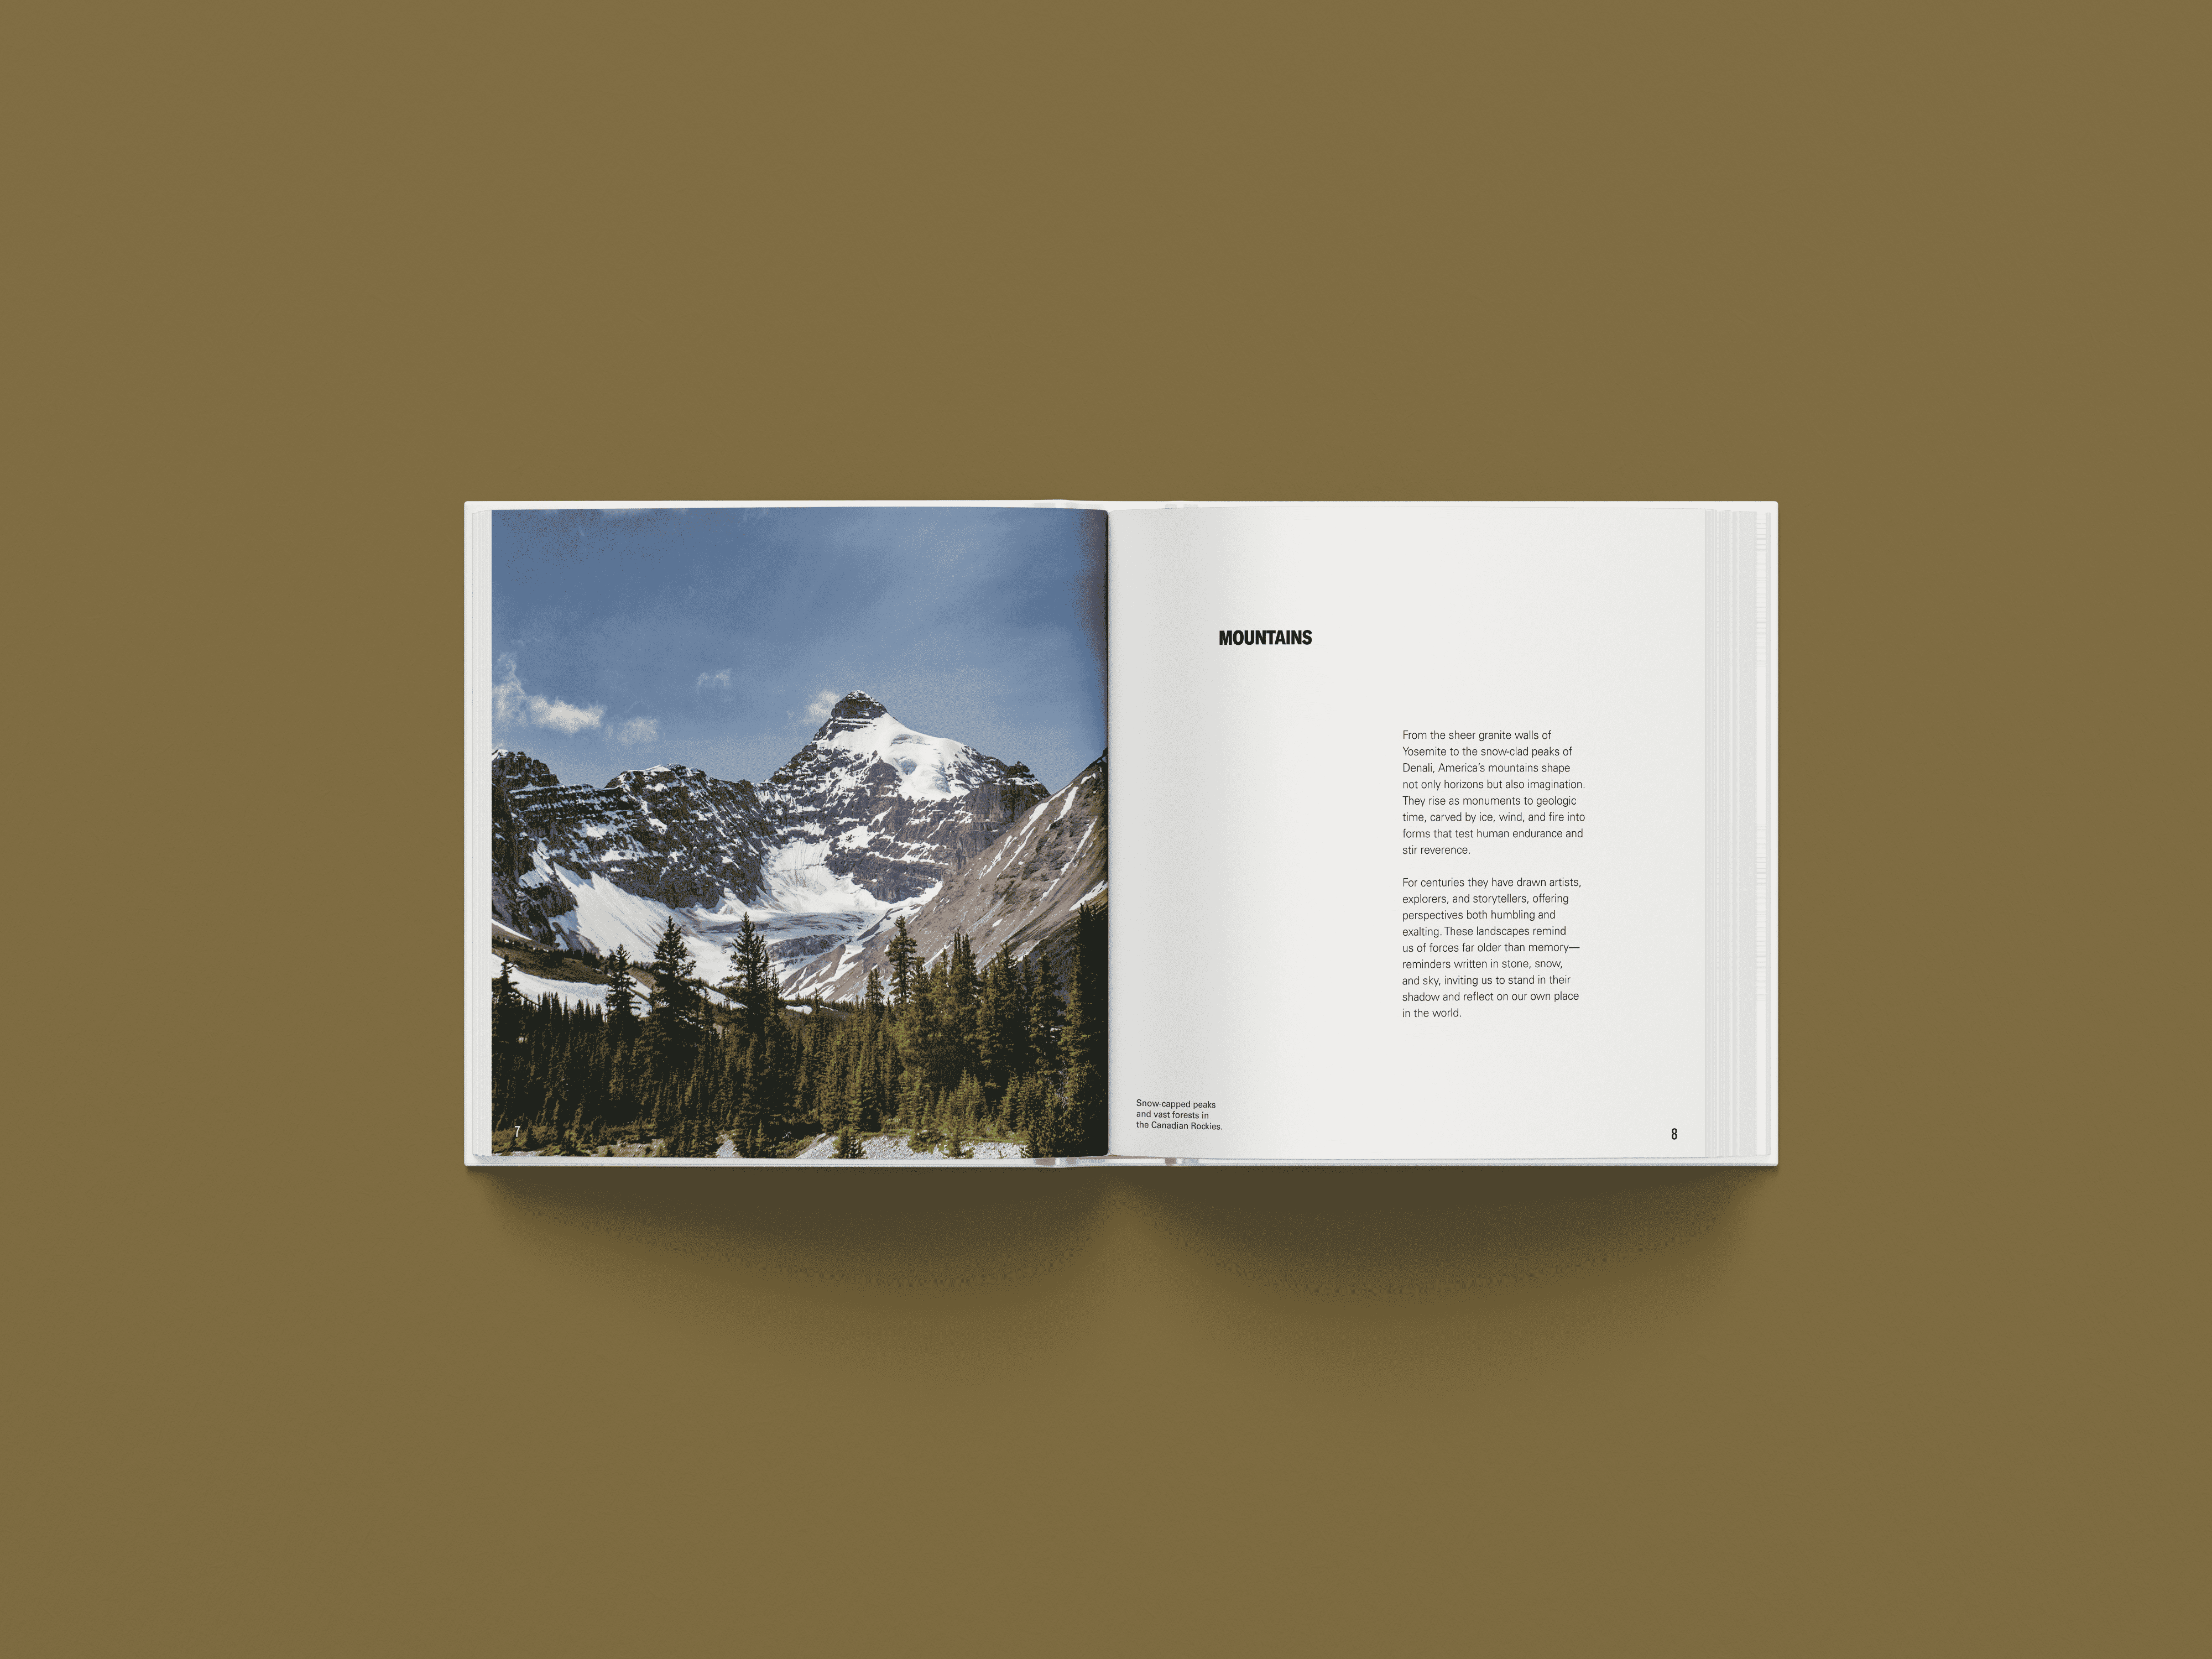 7
MOUNTAINS
From the sheer granite walls of
Yosemite to the snow-clad peaks of
Denali, America's mountains shape
not only horizons but also imagination.
They rise as monuments to geologic
time, carved by ice, wind, and fire into
forms that test human endurance and
stir reverence.
For centuries they have drawn artists,
explorers, and storytellers, offering
perspectives both humbling and
exalting. These landscapes remind
us of forces far older than memory—
reminders written in stone, snow,
and sky, inviting us to stand in their
shadow and reflect on our own place
in the world.
Snow-capped peaks
and vast forests in
the Canadian Rockies.
8